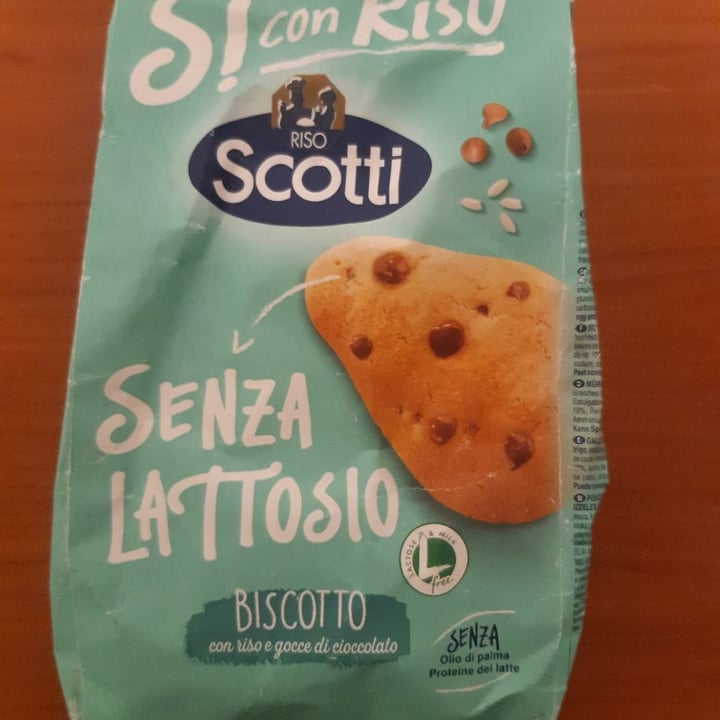 Sì con RISO
RISO
Scotti
SENZA
LATTOSIO
LACTOSE & MILK
free
BISCOTTO
con riso e gocce di cioccolato
SENZA
Olio di palma
Proteine del latte